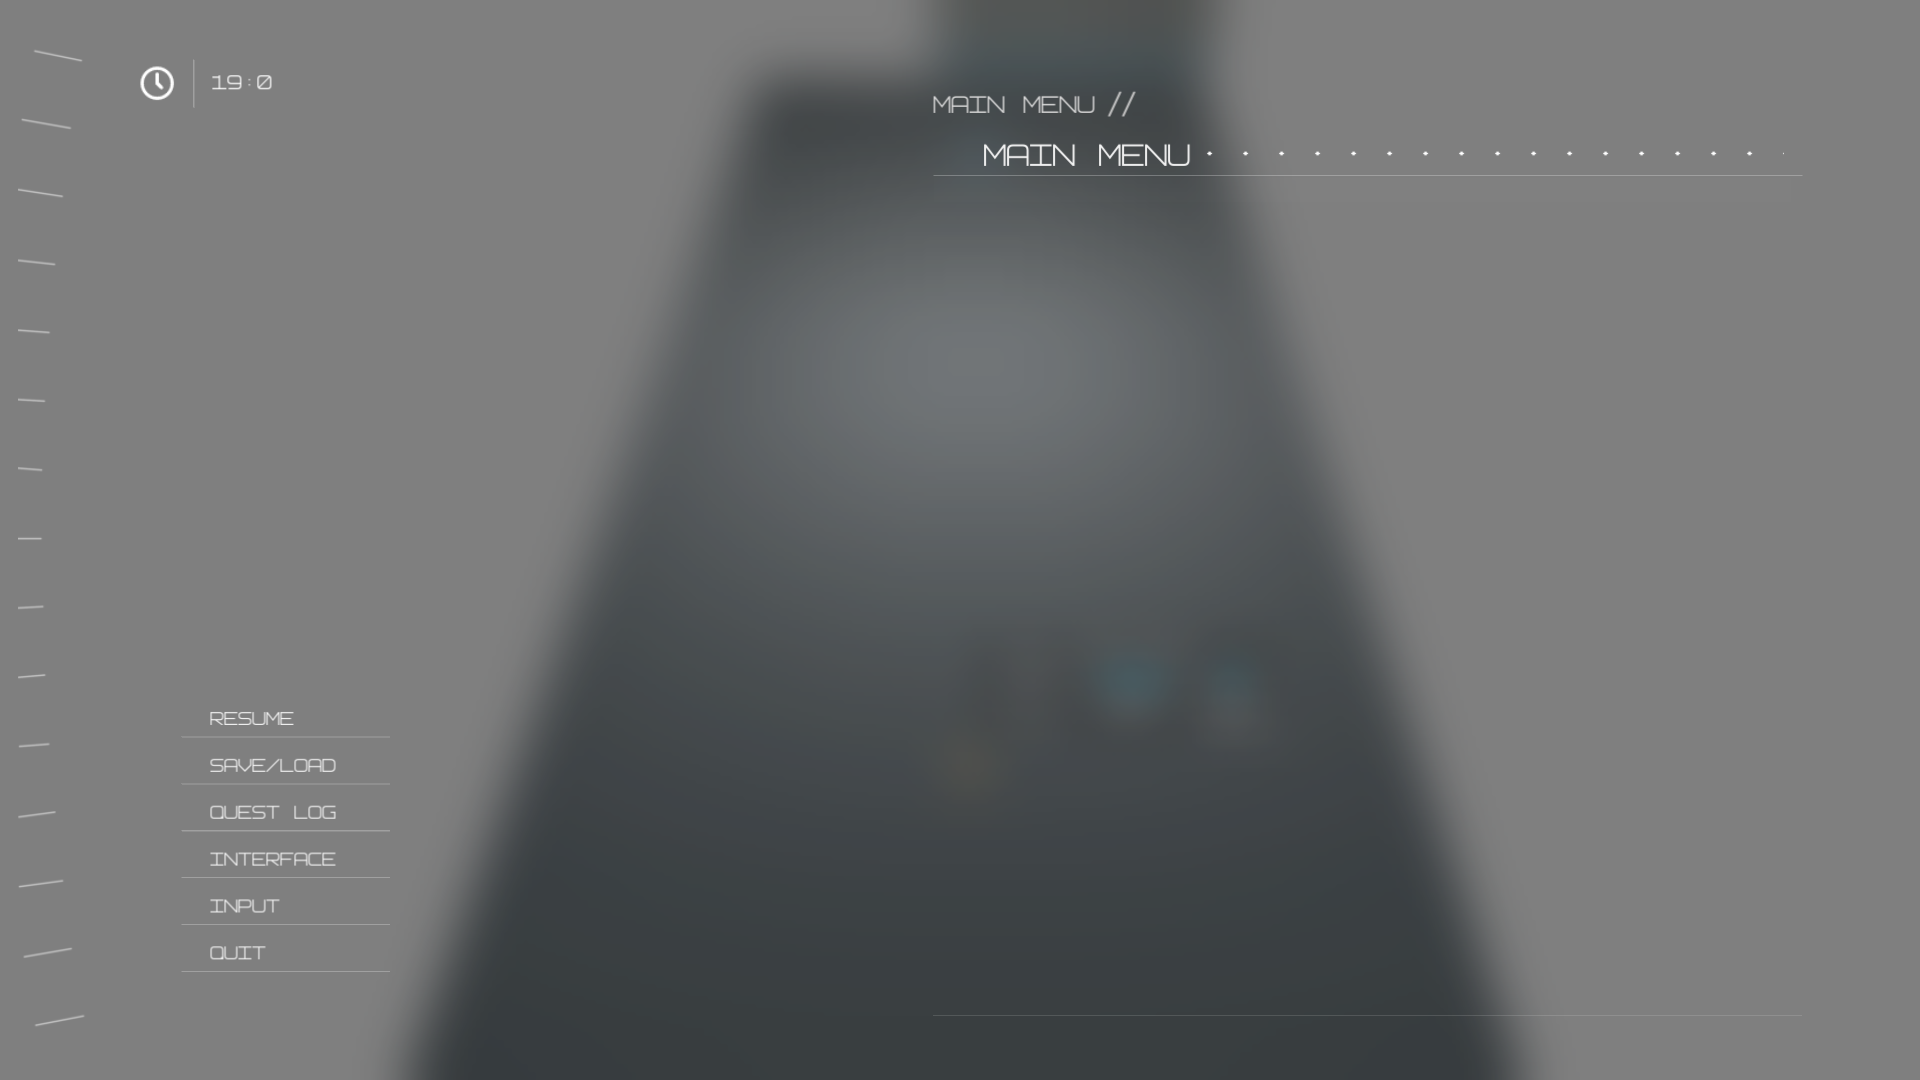 19:0
MAIN MENU //
MAIN MENU
RESUME
SAVE/LOAD
QUEST LOG
INTERFACE
INPUT
QUIT